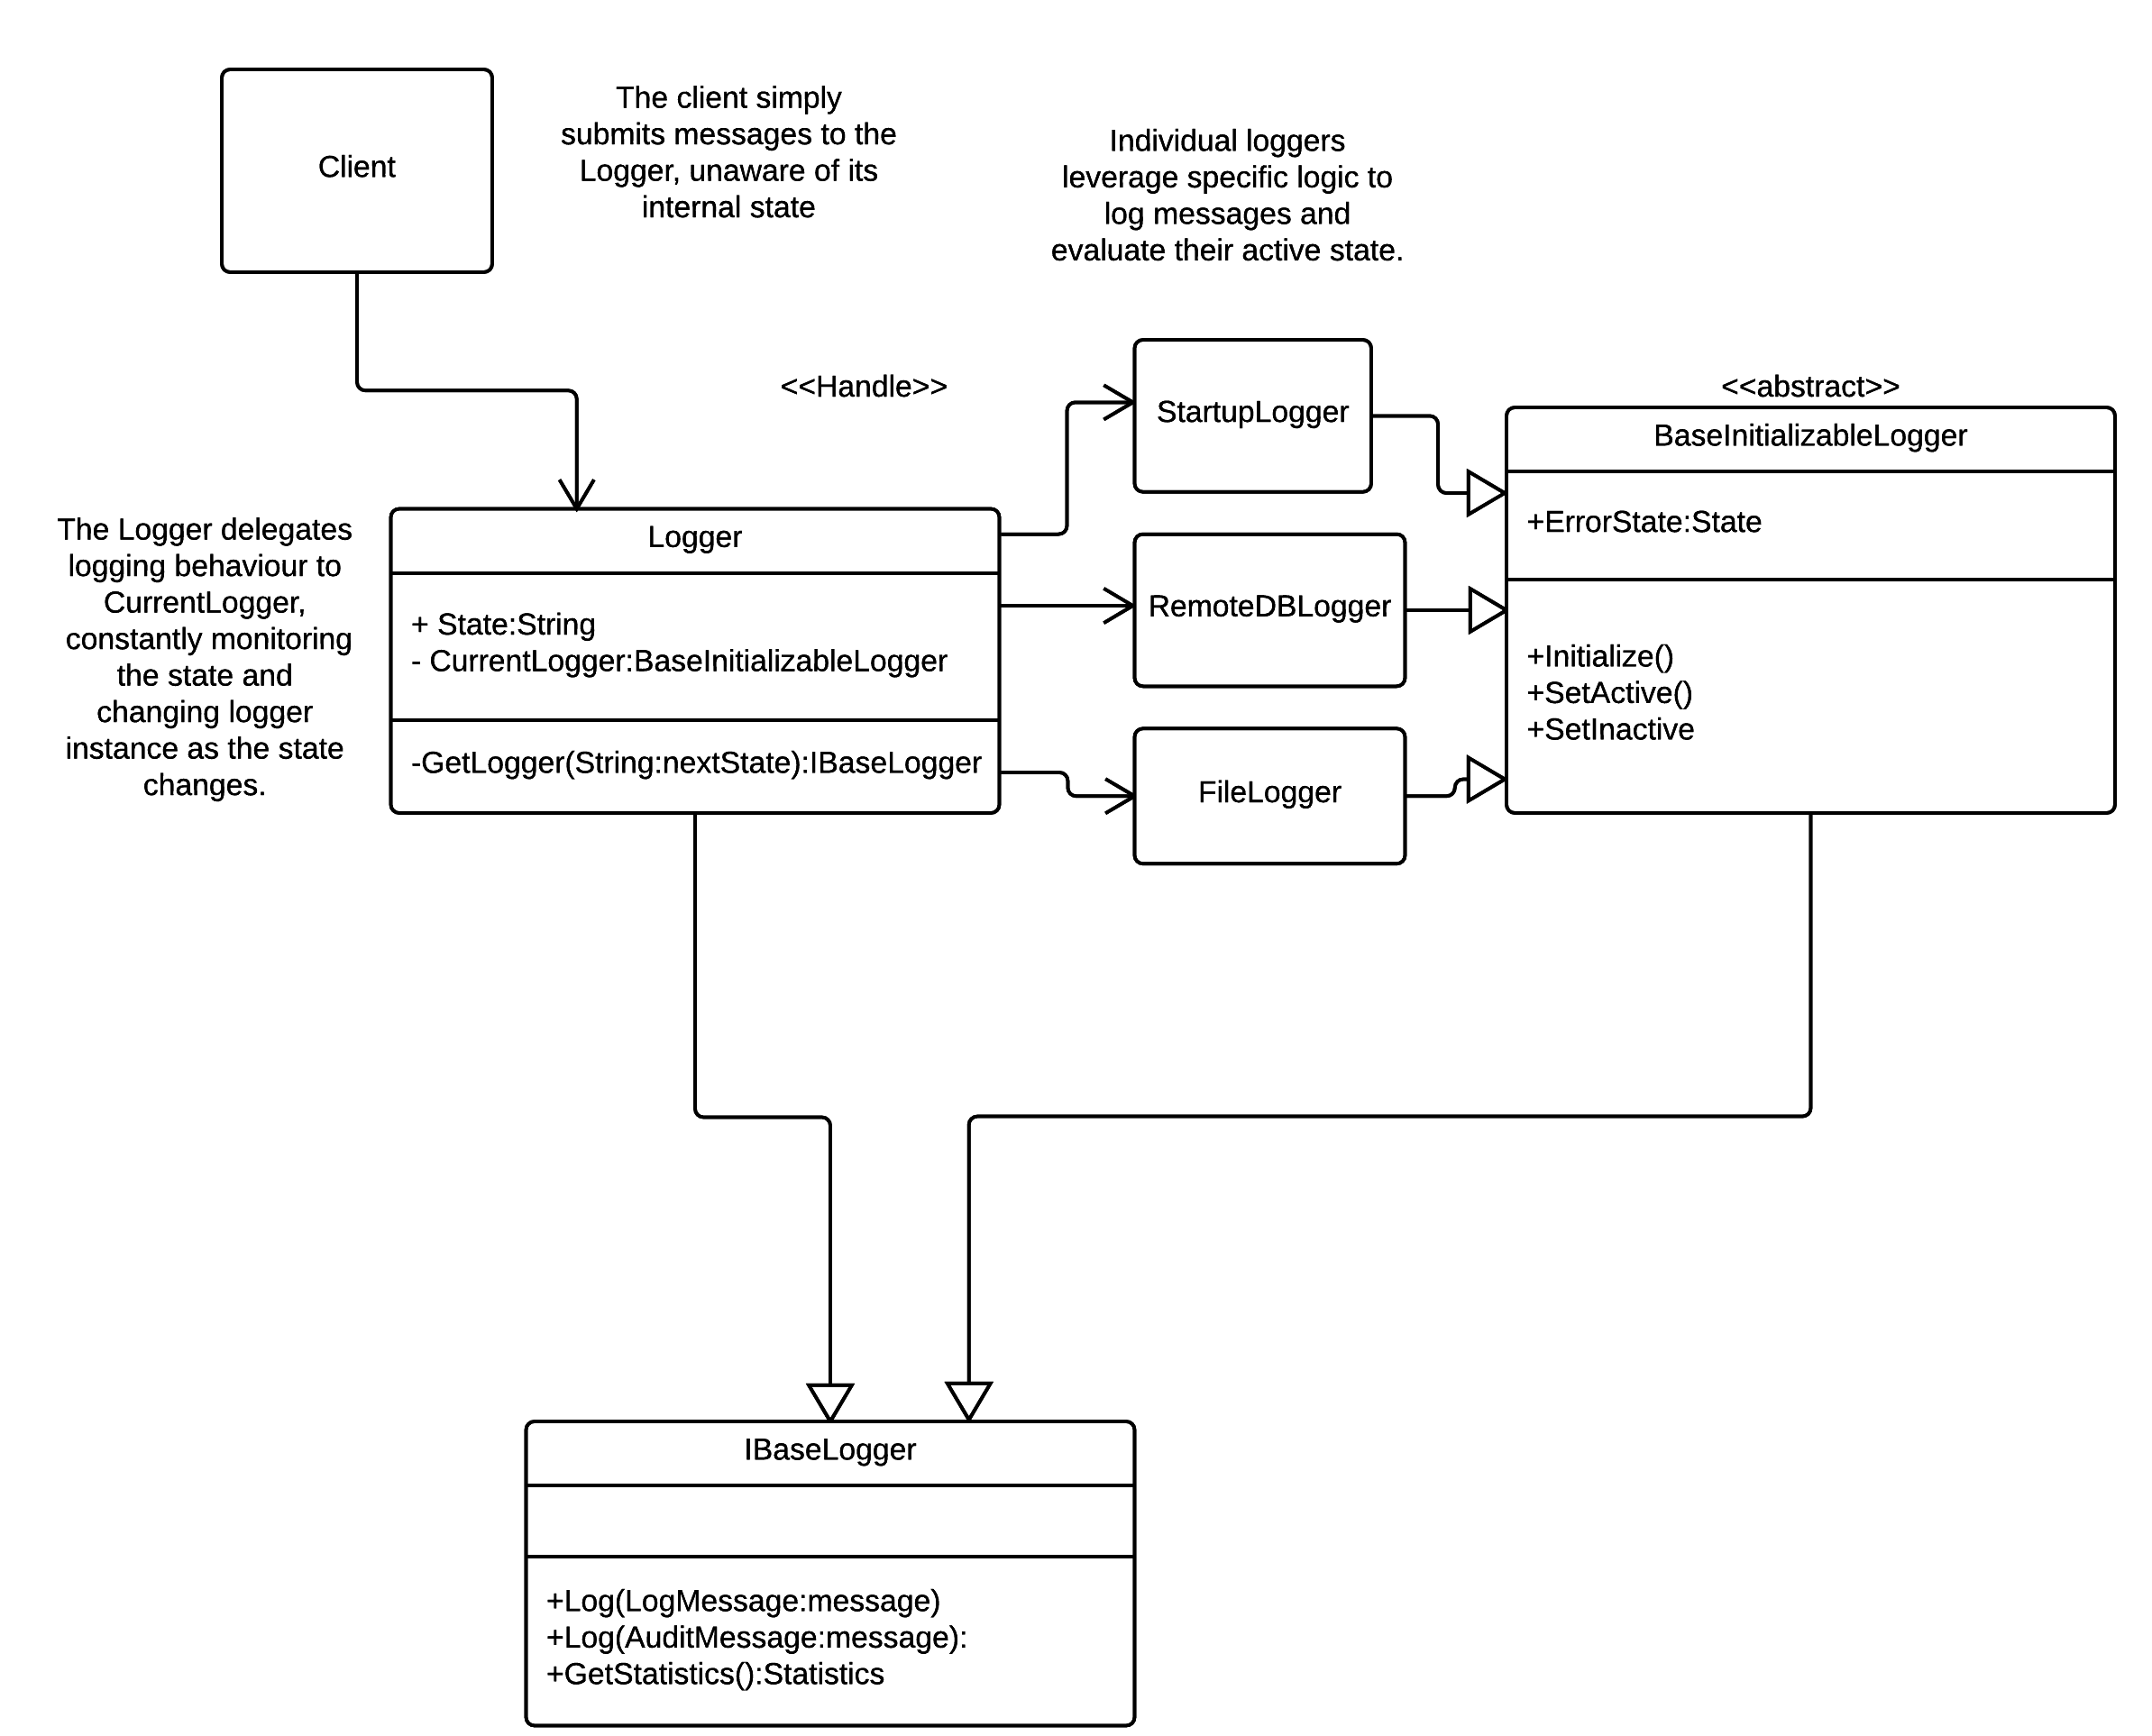 Client
The client simply
submits messages to the
Logger, unaware of its
internal state
Individual loggers
leverage specific logic to
log messages and
evaluate their active state.
<<Handle>>
StartupLogger
<<abstract>>
BaseInitializableLogger
+ErrorState:State
+Initialize()
+SetActive()
+SetInactive
The Logger delegates
logging behaviour to
CurrentLogger,
constantly monitoring
the state and
changing logger
instance as the state
changes.
Logger
+ State:String
- CurrentLogger:BaseInitializableLogger
-GetLogger(String:nextState):IBaseLogger
RemoteDBLogger
FileLogger
IBaseLogger
+Log(LogMessage:message)
+Log(AuditMessage:message):
+GetStatistics():Statistics